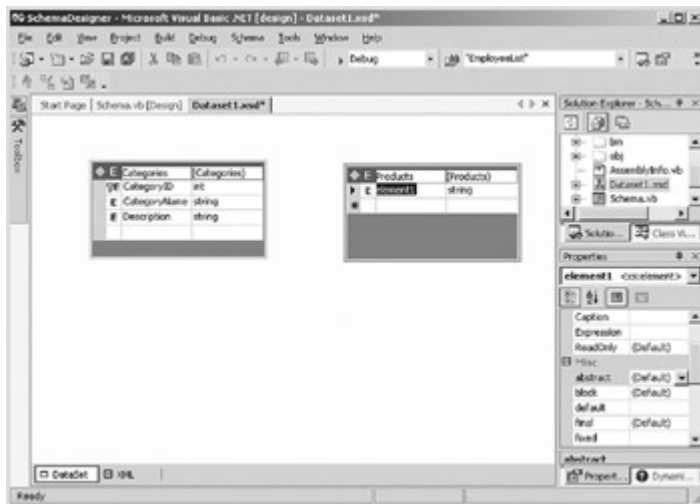 SchemaDesigner - Microsoft Visual Basic .NET [design] - Dataset1.xsd*
File Edit View Project Build Debug Schema Tools Window Help
Debug "EmployeeList"
Start Page Schema.vb [Design] Dataset1.xsd*
Toolbox
E Categories (Categories)
E CategoryID int
E CategoryName string
E Description string
E Products (Products)
E element1 string
Solution Explorer - Sch...
bin
obj
AssemblyInfo.vb
Dataset1.xsd
Schema.vb
Solutio... Class Vi...
Properties
element1 <xs:element>
Caption
Expression
ReadOnly (Default)
Misc
abstract (Default)
block (Default)
default
final (Default)
fixed
abstract
Propert... Dynami...
DataSet XML
Ready